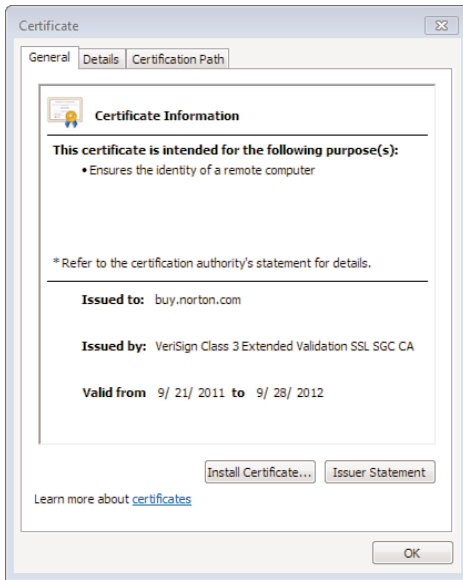 Certificate
General Details Certification Path
Certificate Information
This certificate is intended for the following purpose(s):
• Ensures the identity of a remote computer
* Refer to the certification authority's statement for details.
Issued to: buy.norton.com
Issued by: VeriSign Class 3 Extended Validation SSL SGC CA
Valid from 9/ 21/ 2011 to 9/ 28/ 2012
Install Certificate... Issuer Statement
Learn more about certificates
OK